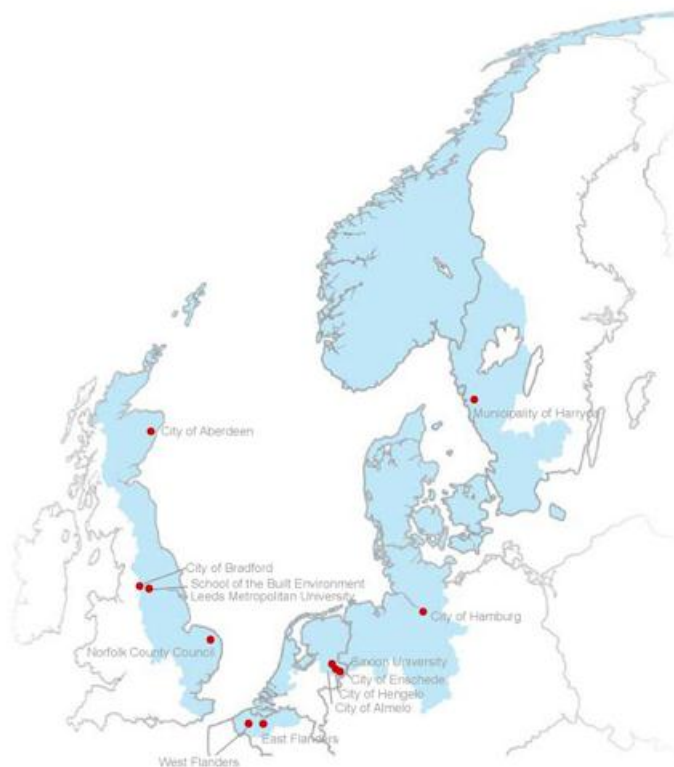 Municipality of Harryda
City of Aberdeen
City of Bradford
School of the Built Environment
Leeds Metropolitan University
City of Hamburg
Norfolk County Council
Saxion University
City of Enschede
City of Hengelo
City of Almelo
East Flanders
West Flanders